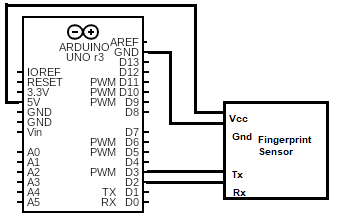 AREF
ARDUINO GND
UNO r3 D13
IOREF D12
RESET PWM D11
3.3V PWM D10
5V PWM D9
GND D8
GND
Vin D7
PWM D6
A0 PWM D5
A1 D4
A2 PWM D3
A3 D2
A4 TX D1
A5 RX D0
Vcc
Gnd Fingerprint
Sensor
Tx
Rx